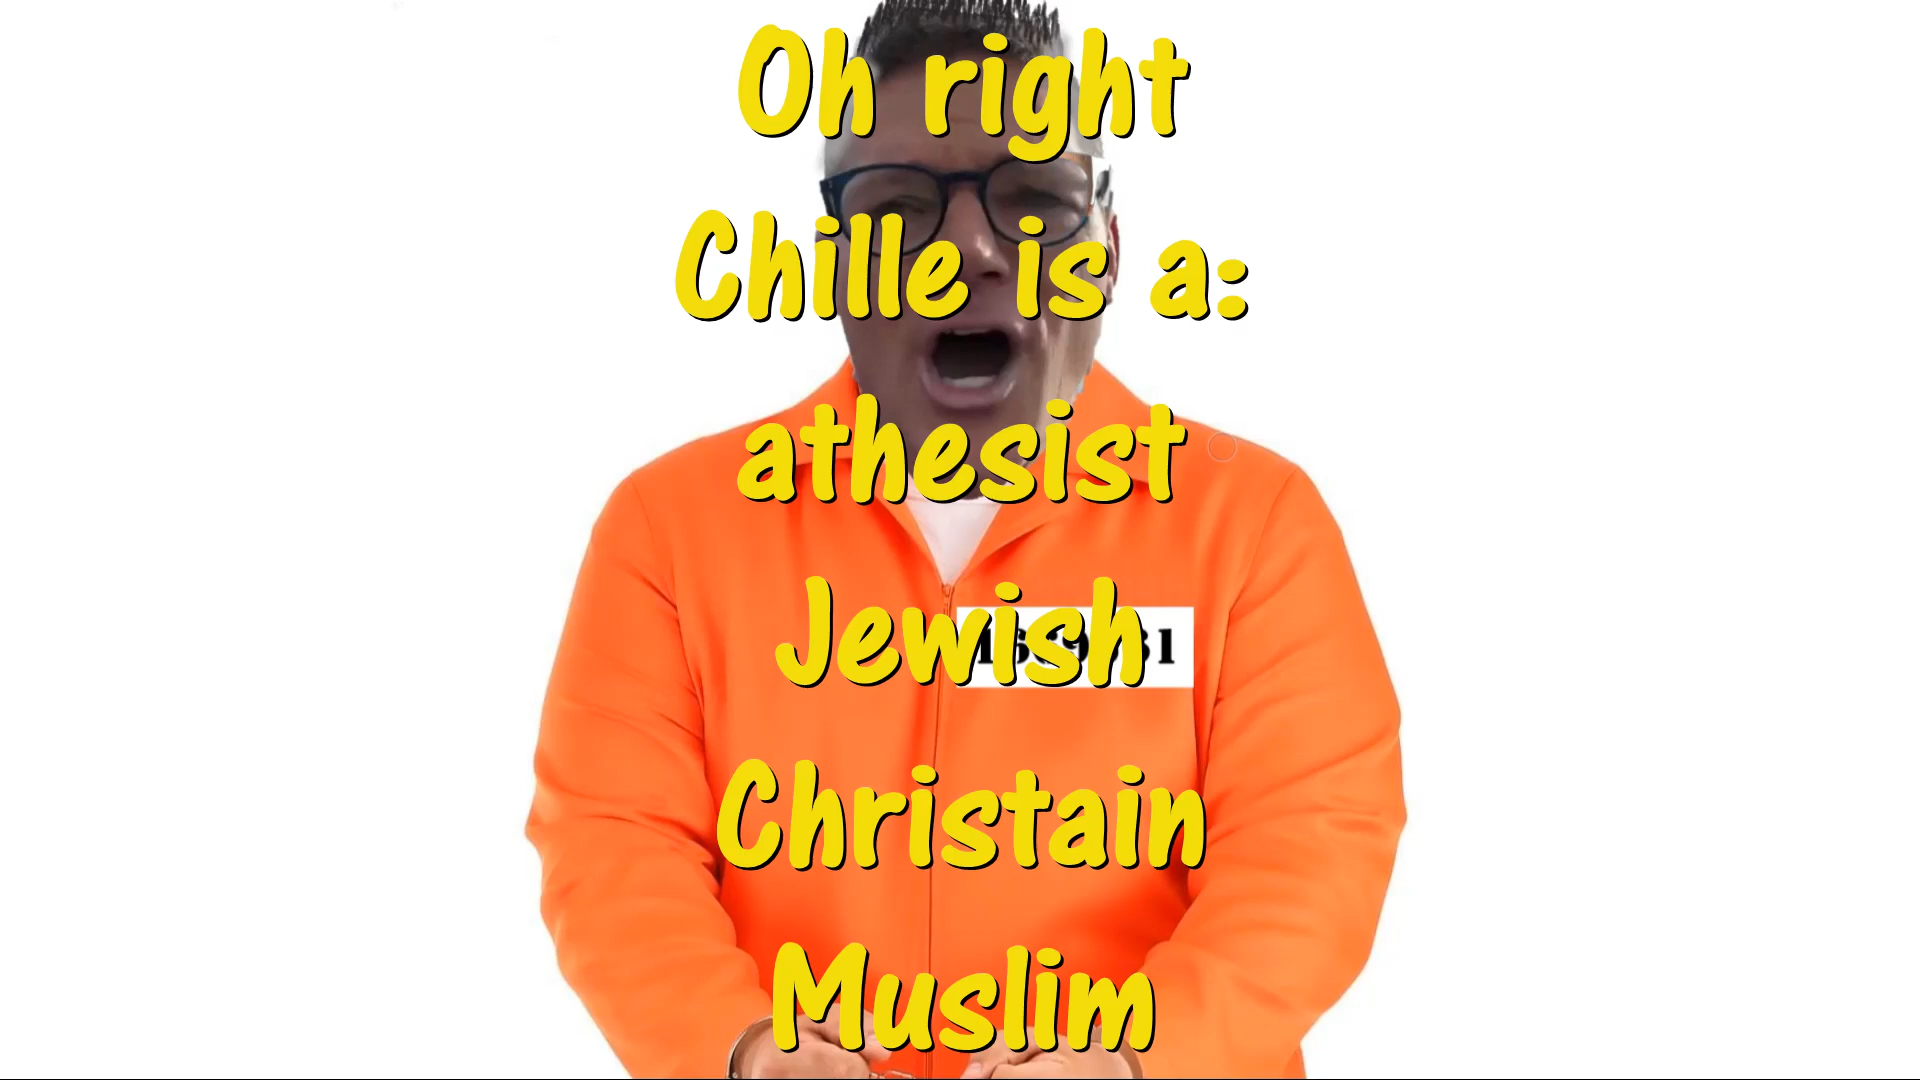 Oh right
Chille is a:
athesist
Jewish
Christain
Muslim